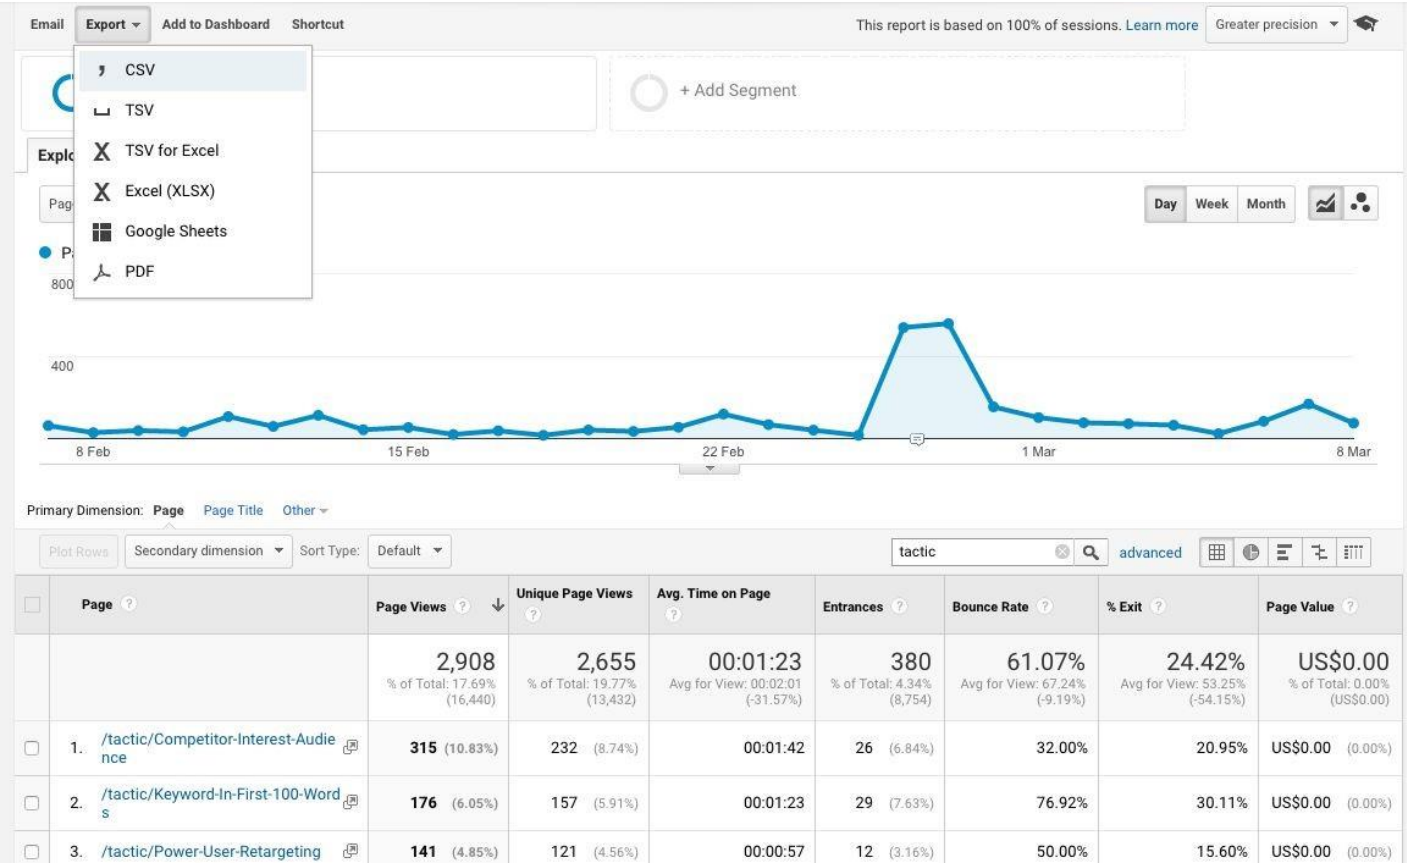 Email Export Add to Dashboard Shortcut This report is based on 100% of sessions. Learn more Greater precision
CSV
TSV
TSV for Excel
Excel (XLSX)
Google Sheets
PDF
+ Add Segment
Explo
Pag
Day Week Month
P
800
400
8 Feb 15 Feb 22 Feb 1 Mar 8 Mar
Primary Dimension: Page Page Title Other
Plot Rows Secondary dimension Sort Type: Default tactic advanced
Page ? Page Views ? Unique Page Views ? Avg. Time on Page ? Entrances ? Bounce Rate ? % Exit ? Page Value ?
2,908 2,655 00:01:23 380 61.07% 24.42% US$0.00
% of Total: 17.69% % of Total: 19.77% Avg for View: 00:02:01 % of Total: 4.34% Avg for View: 67.24% Avg for View: 53.25% % of Total: 0.00%
(16,440) (13,432) (-31.57%) (8,754) (-9.19%) (-54.15%) (US$0.00)
1. /tactic/Competitor-Interest-Audie 315 (10.83%) 232 (8.74%) 00:01:42 26 (6.84%) 32.00% 20.95% US$0.00 (0.00%)
nce
2. /tactic/Keyword-In-First-100-Word 176 (6.05%) 157 (5.91%) 00:01:23 29 (7.63%) 76.92% 30.11% US$0.00 (0.00%)
s
3. /tactic/Power-User-Retargeting 141 (4.85%) 121 (4.56%) 00:00:57 12 (3.16%) 50.00% 15.60% US$0.00 (0.00%)